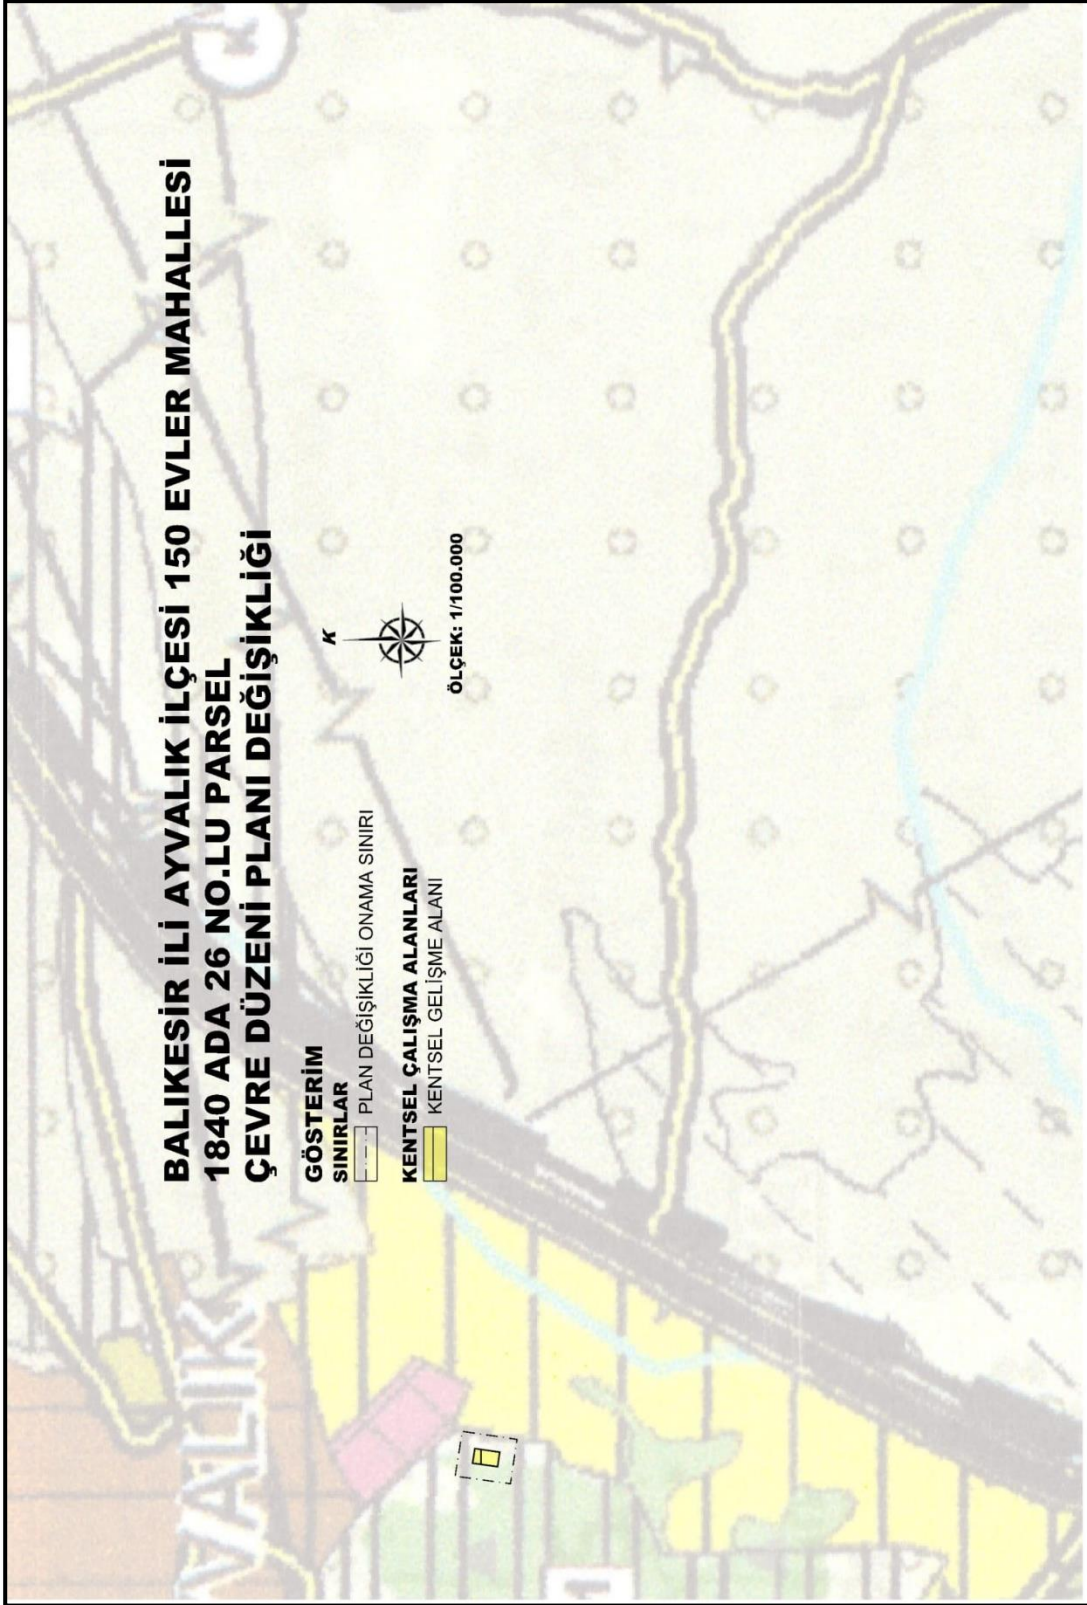 BALIKESİR İLİ AYVALIK İLÇESİ 150 EVLER MAHALLESİ
1840 ADA 26 NO.LU PARSEL
ÇEVRE DÜZENİ PLANI DEĞİŞİKLİĞİ
GÖSTERİM
SINIRLAR
PLAN DEĞİŞİKLİĞİ ONAMA SINIRI
KENTSEL ÇALIŞMA ALANLARI
KENTSEL GELİŞME ALANI
K
ÖLÇEK: 1/100.000
VALIK
K
1